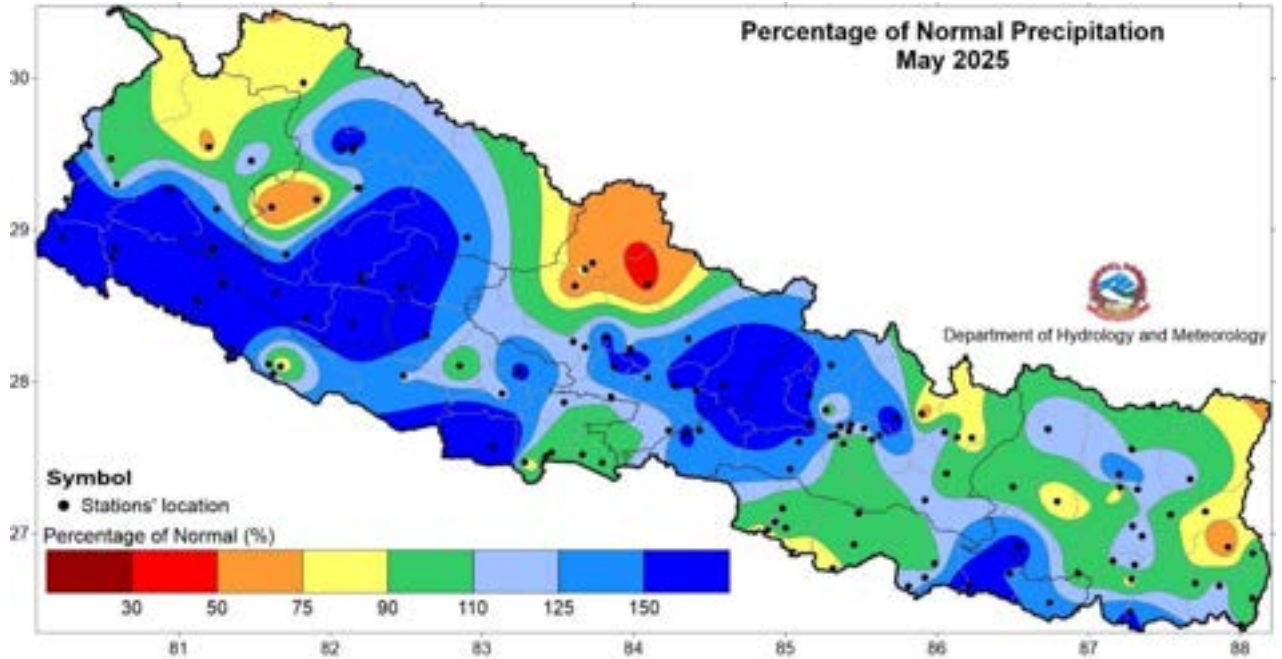 Percentage of Normal Precipitation
May 2025
30
29
28
27
Department of Hydrology and Meteorology
Symbol
Stations' location
Percentage of Normal (%)
30 50 75 90 110 125 150
81 82 83 84 85 86 87 88